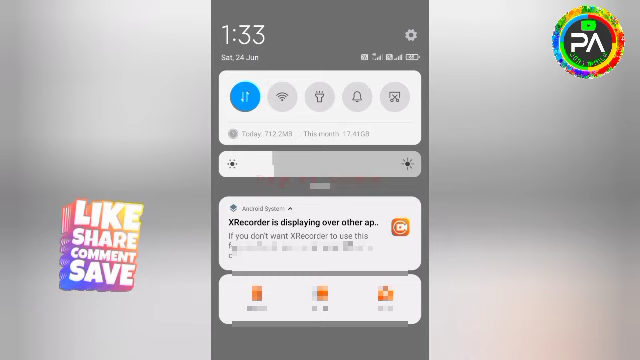 1:33
Sat, 24 Jun
Today: 712.2MB This month: 17.41GB
Android System
XRecorder is displaying over other ap..
If you don't want XRecorder to use this
PA
LIKE
SHARE
COMMENT
SAVE